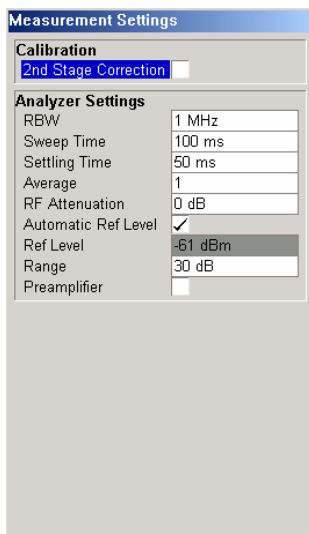 Measurement Settings
Calibration
2nd Stage Correction
Analyzer Settings
RBW 1 MHz
Sweep Time 100 ms
Settling Time 50 ms
Average 1
RF Attenuation 0 dB
Automatic Ref Level ✓
Ref Level -61 dBm
Range 30 dB
Preamplifier